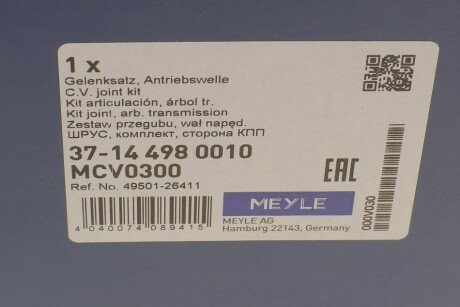 1 x
Gelenksatz, Antriebswelle
C.V. joint kit
Kit articulación, árbol tr.
Kit joint, arb. transmission
Zestaw przegubu, wał napęd.
ШРУС, комплект, сторона КПП
37-14 498 0010
MCV0300
Ref. No. 49501-26411
EAC
MEYLE
MEYLE AG
Hamburg 22143, Germany
4 040074 089415
000V030